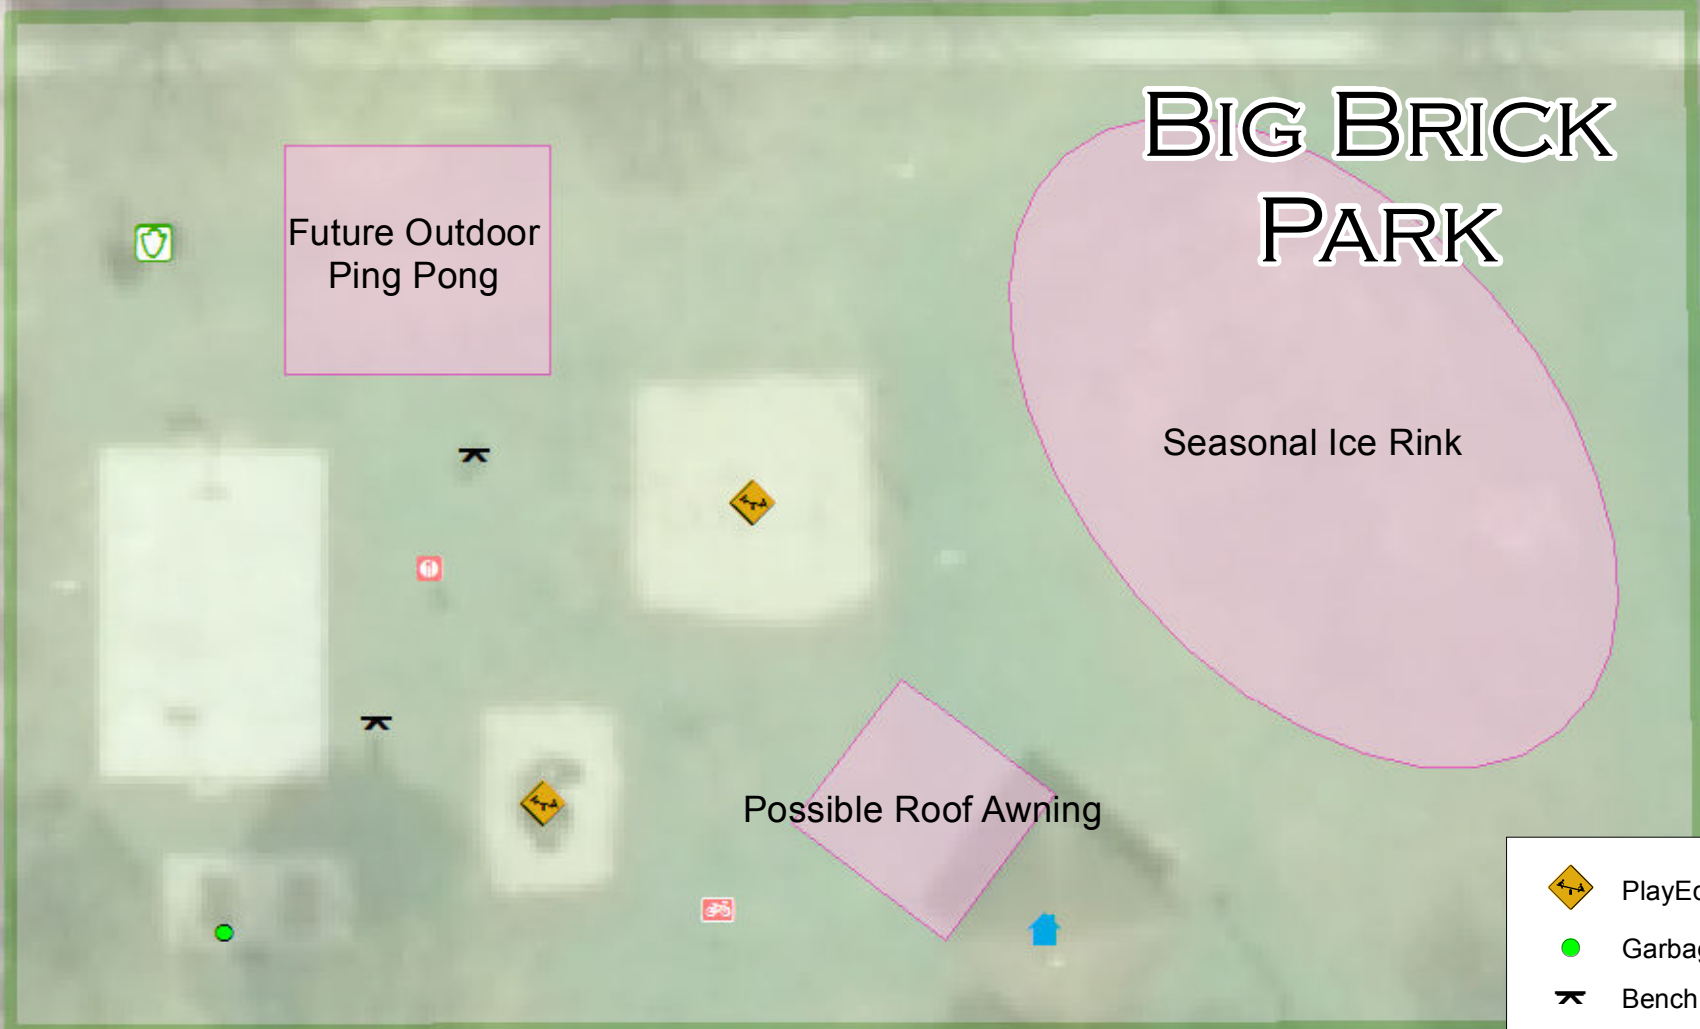 BIG BRICK
PARK
Future Outdoor
Ping Pong
Seasonal Ice Rink
Possible Roof Awning
Bench